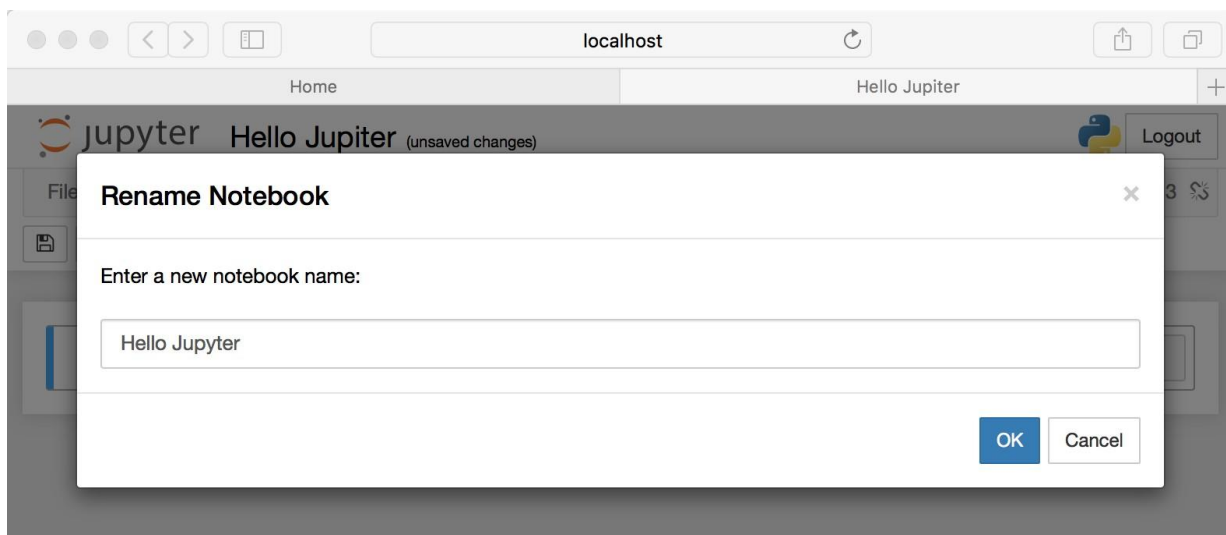 localhost
Home Hello Jupiter
jupyter Hello Jupiter (unsaved changes) Logout
File 3
Rename Notebook
Enter a new notebook name:
Hello Jupyter
OK Cancel